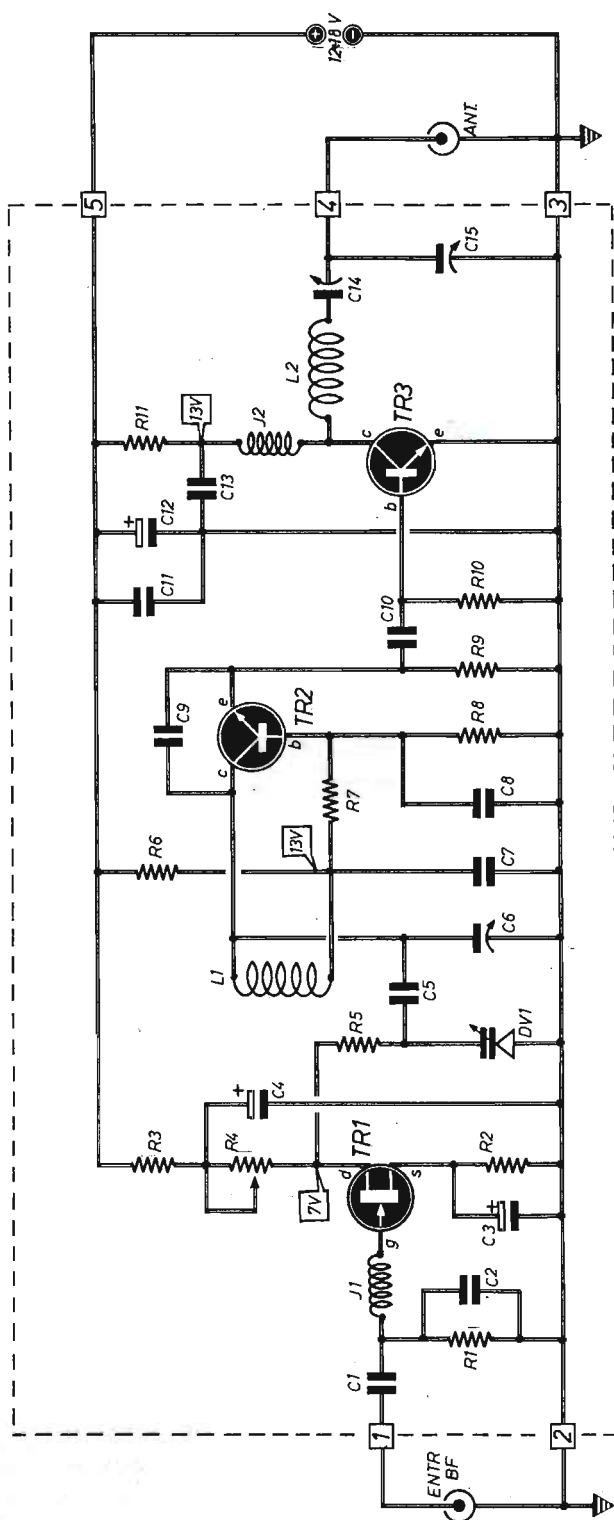 ENTR
BF
1
2
C1
R1
C2
J1
g
d
s
TR1
7V
R3
R4
C4
+
C3
+
R2
R5
C5
DV1
L1
C6
R6
13V
C7
R7
C8
R8
C9
c
e
b
TR2
R9
C10
R10
C11
C12
+
C13
R11
13V
J2
c
b
e
TR3
L2
C14
C15
5
4
3
ANT.
12÷18 V
+
-